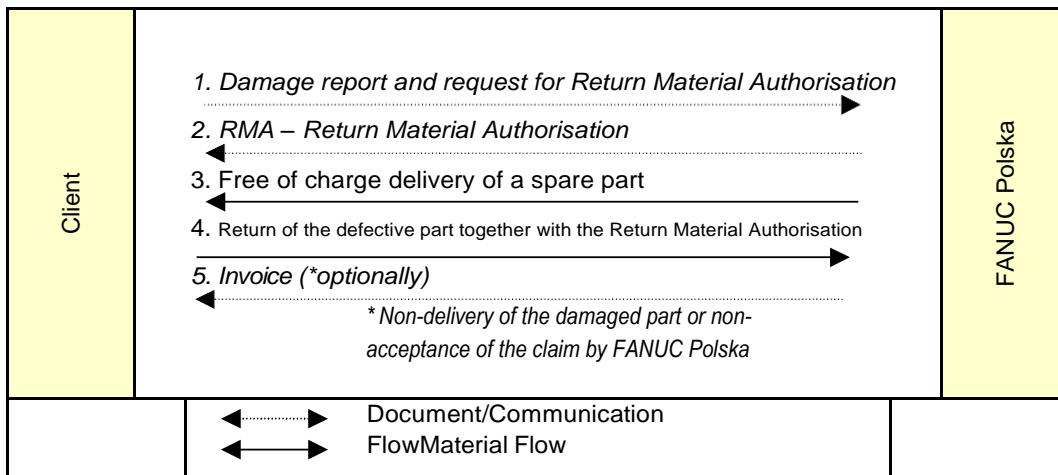 Client
1. Damage report and request for Return Material Authorisation
2. RMA – Return Material Authorisation
3. Free of charge delivery of a spare part
4. Return of the defective part together with the Return Material Authorisation
5. Invoice (*optionally)
* Non-delivery of the damaged part or non-
acceptance of the claim by FANUC Polska
FANUC Polska
Document/Communication
FlowMaterial Flow